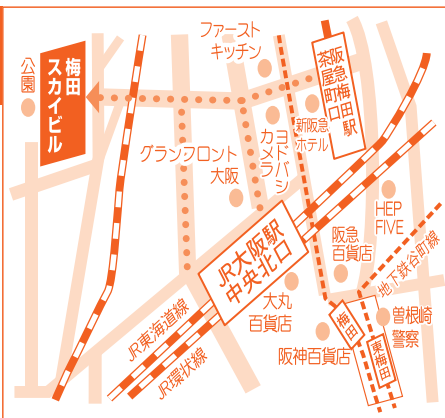 ファースト
キッチン
阪急梅田駅
茶屋町口
公園
梅田
スカイビル
新阪急
ホテル
ヨドバシ
カメラ
グランフロント
大阪
HEP
FIVE
JR大阪駅
中央北口
阪急
百貨店
地下鉄谷町線
大丸
百貨店
JR東海道線
JR環状線
梅田
阪神百貨店
東梅田
曽根崎
警察